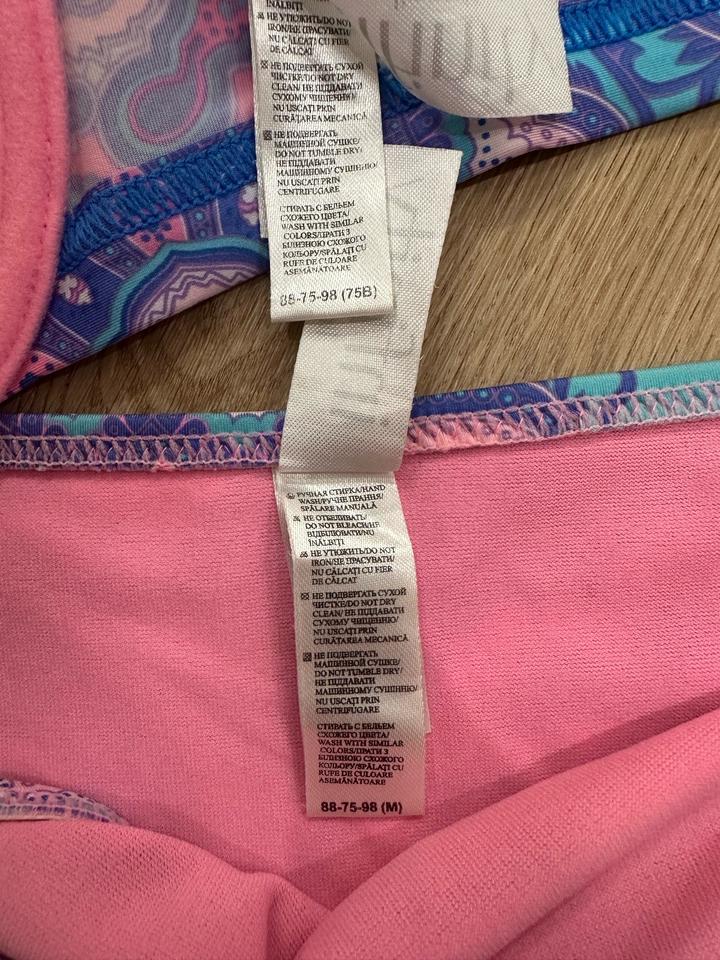 ÎNĂLBIȚI
НЕ УТЮЖИТЬ/DO NOT
IRON/НЕ ПРАСУВАТИ/
NU CĂLCAȚI CU FIER
DE CĂLCAT
НЕ ПОДВЕРГАТЬ СУХОЙ
ЧИСТКЕ/DO NOT DRY
CLEAN/ НЕ ПІДДАВАТИ
СУХОМУ ЧИЩЕННЮ/
NU USCAȚI PRIN
CURĂȚAREA MECANICĂ
НЕ ПОДВЕРГАТЬ
МАШИННОЙ СУШКЕ/
DO NOT TUMBLE DRY/
НЕ ПІДДАВАТИ
МАШИННОМУ СУШІННЮ/
NU USCAȚI PRIN
CENTRIFUGARE
СТИРАТЬ С БЕЛЬЕМ
СХОЖЕГО ЦВЕТА/
WASH WITH SIMILAR
COLORS/ПРАТИ З
БІЛИЗНОЮ СХОЖОГО
КОЛЬОРУ/SPĂLAȚI CU
RUFE DE CULOARE
ASEMĂNĂTOARE
88-75-98 (75B)
РУЧНАЯ СТИРКА/HAND
WASH/РУЧНЕ ПРАННЯ/
SPĂLARE MANUALĂ
НЕ ОТБЕЛИВАТЬ/
DO NOT BLEACH/НЕ
ВІДБІЛЮВАТИ/NU
ÎNĂLBIȚI
НЕ УТЮЖИТЬ/DO NOT
IRON/НЕ ПРАСУВАТИ/
NU CĂLCAȚI CU FIER
DE CĂLCAT
НЕ ПОДВЕРГАТЬ СУХОЙ
ЧИСТКЕ/DO NOT DRY
CLEAN/ НЕ ПІДДАВАТИ
СУХОМУ ЧИЩЕННЮ/
NU USCAȚI PRIN
CURĂȚAREA MECANICĂ
НЕ ПОДВЕРГАТЬ
МАШИННОЙ СУШКЕ/
DO NOT TUMBLE DRY/
НЕ ПІДДАВАТИ
МАШИННОМУ СУШІННЮ/
NU USCAȚI PRIN
CENTRIFUGARE
СТИРАТЬ С БЕЛЬЕМ
СХОЖЕГО ЦВЕТА/
WASH WITH SIMILAR
COLORS/ПРАТИ З
БІЛИЗНОЮ СХОЖОГО
КОЛЬОРУ/SPĂLAȚI CU
RUFE DE CULOARE
ASEMĂNĂTOARE
88-75-98 (M)